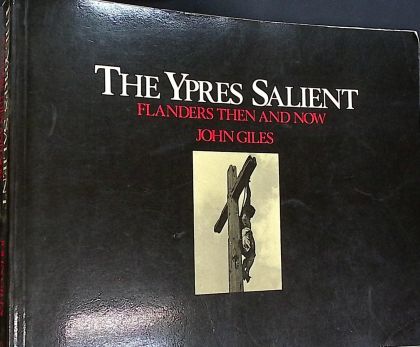 THE YPRES SALIENT
FLANDERS THEN AND NOW
JOHN GILES